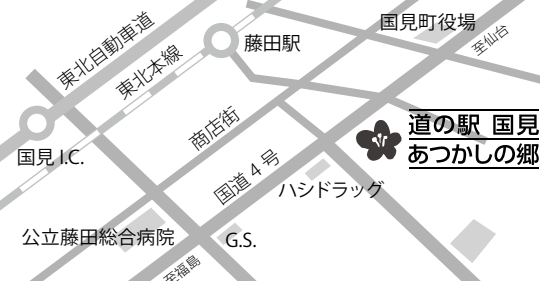 国見町役場
至仙台
東北自動車道
藤田駅
東北本線
道の駅 国見
あつかしの郷
商店街
国見 I.C.
国道 4 号
ハシドラッグ
公立藤田総合病院
G.S.
至福島